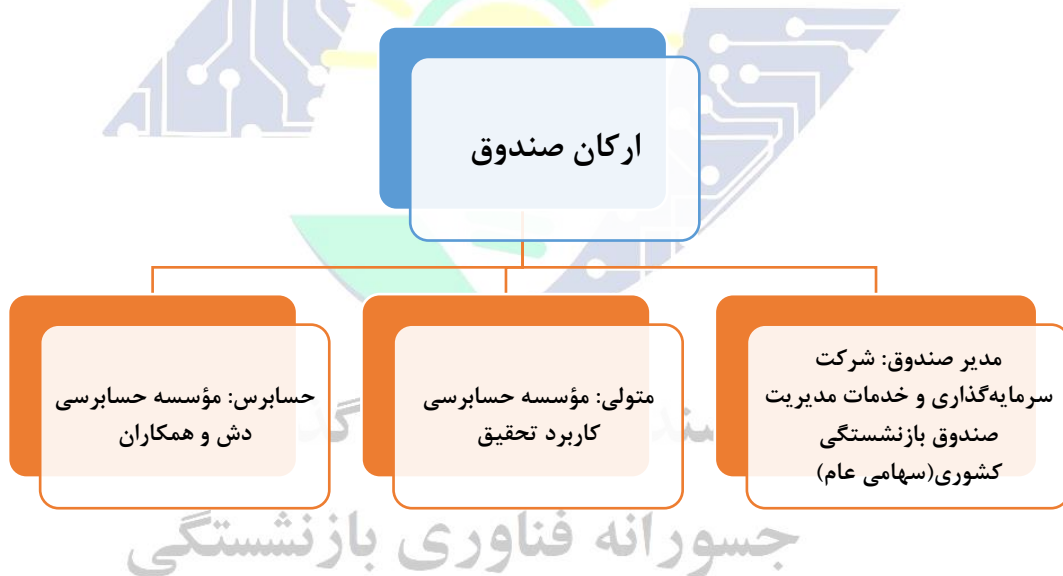 ارکان صندوق
مدیر صندوق: شرکت
سرمایه‌گذاری و خدمات مدیریت
صندوق بازنشستگی
کشوری(سهامی عام)
متولی: مؤسسه حسابرسی
کاربرد تحقیق
حسابرس: مؤسسه حسابرسی
دش و همکاران
جسورانه فناوری بازنشستگی